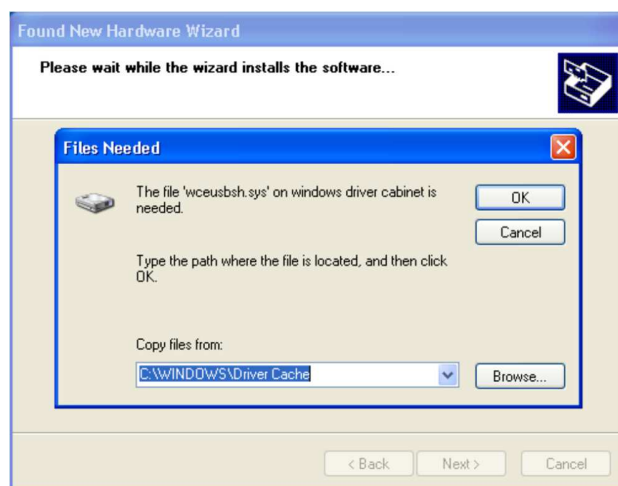 Found New Hardware Wizard
Please wait while the wizard installs the software...
Files Needed
The file 'wceusbsh.sys' on windows driver cabinet is
needed.
OK
Cancel
Type the path where the file is located, and then click
OK.
Copy files from:
C:\WINDOWS\Driver Cache
Browse...
< Back
Next >
Cancel